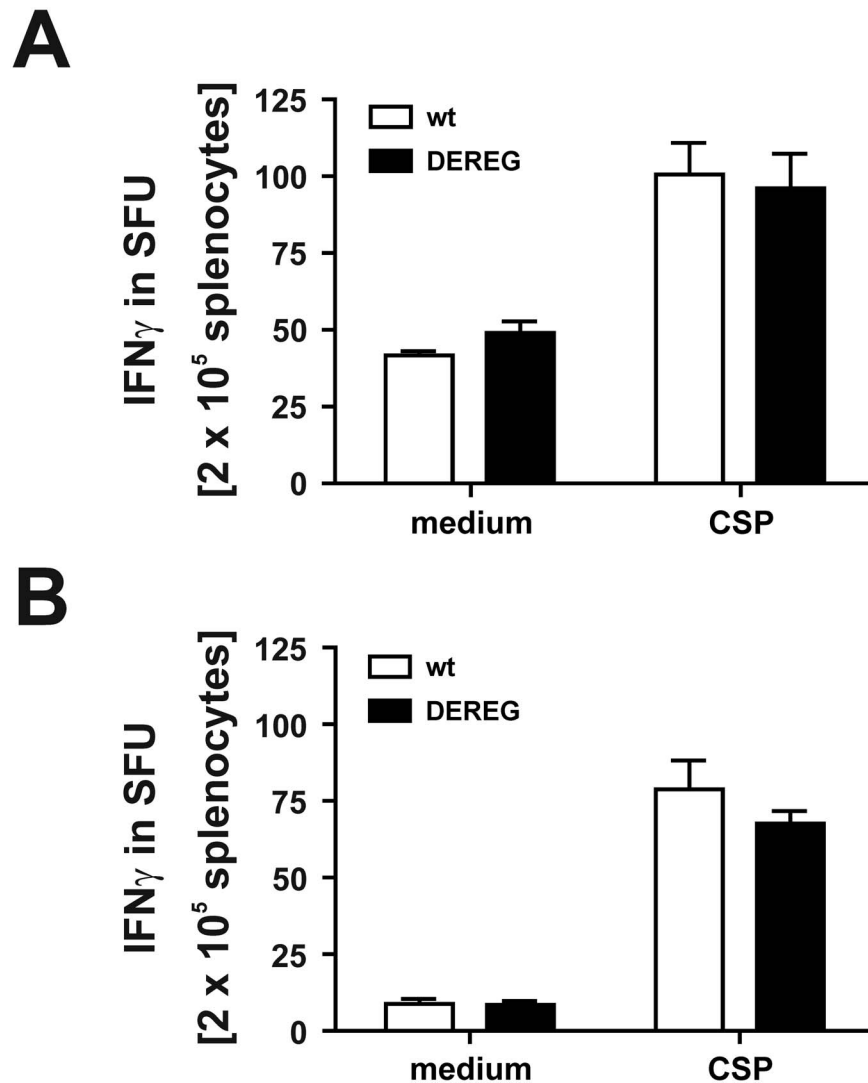 A
IFNγ in SFU
[2 x 10⁵ splenocytes]
125
100
75
50
25
0
wt
DEREG
medium CSP
B
IFNγ in SFU
[2 x 10⁵ splenocytes]
125
100
75
50
25
0
wt
DEREG
medium CSP